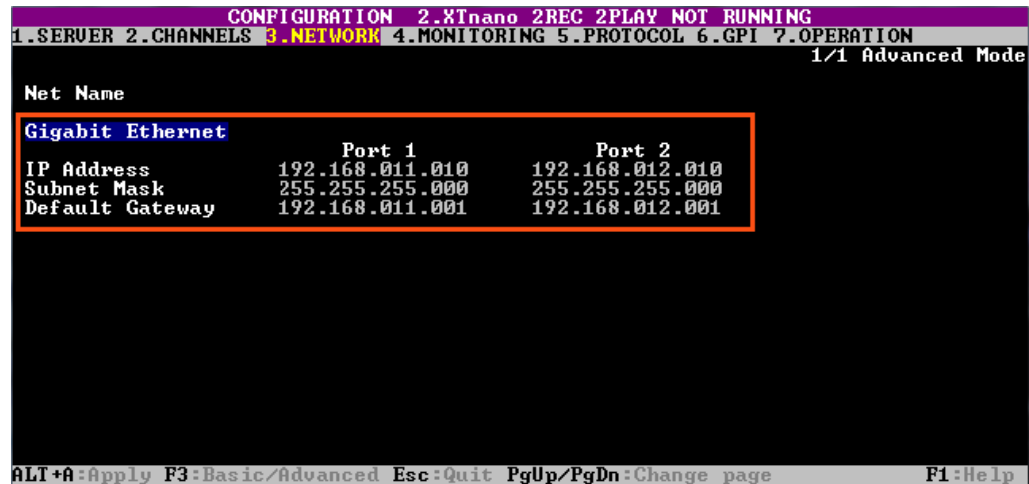 CONFIGURATION 2.XTnano 2REC 2PLAY NOT RUNNING
1.SERVER 2.CHANNELS 3.NETWORK 4.MONITORING 5.PROTOCOL 6.GPI 7.OPERATION
1/1 Advanced Mode
Net Name
Gigabit Ethernet
Port 1 Port 2
IP Address 192.168.011.010 192.168.012.010
Subnet Mask 255.255.255.000 255.255.255.000
Default Gateway 192.168.011.001 192.168.012.001
ALT+A:Apply F3:Basic/Advanced Esc:Quit PgUp/PgDn:Change page F1:Help